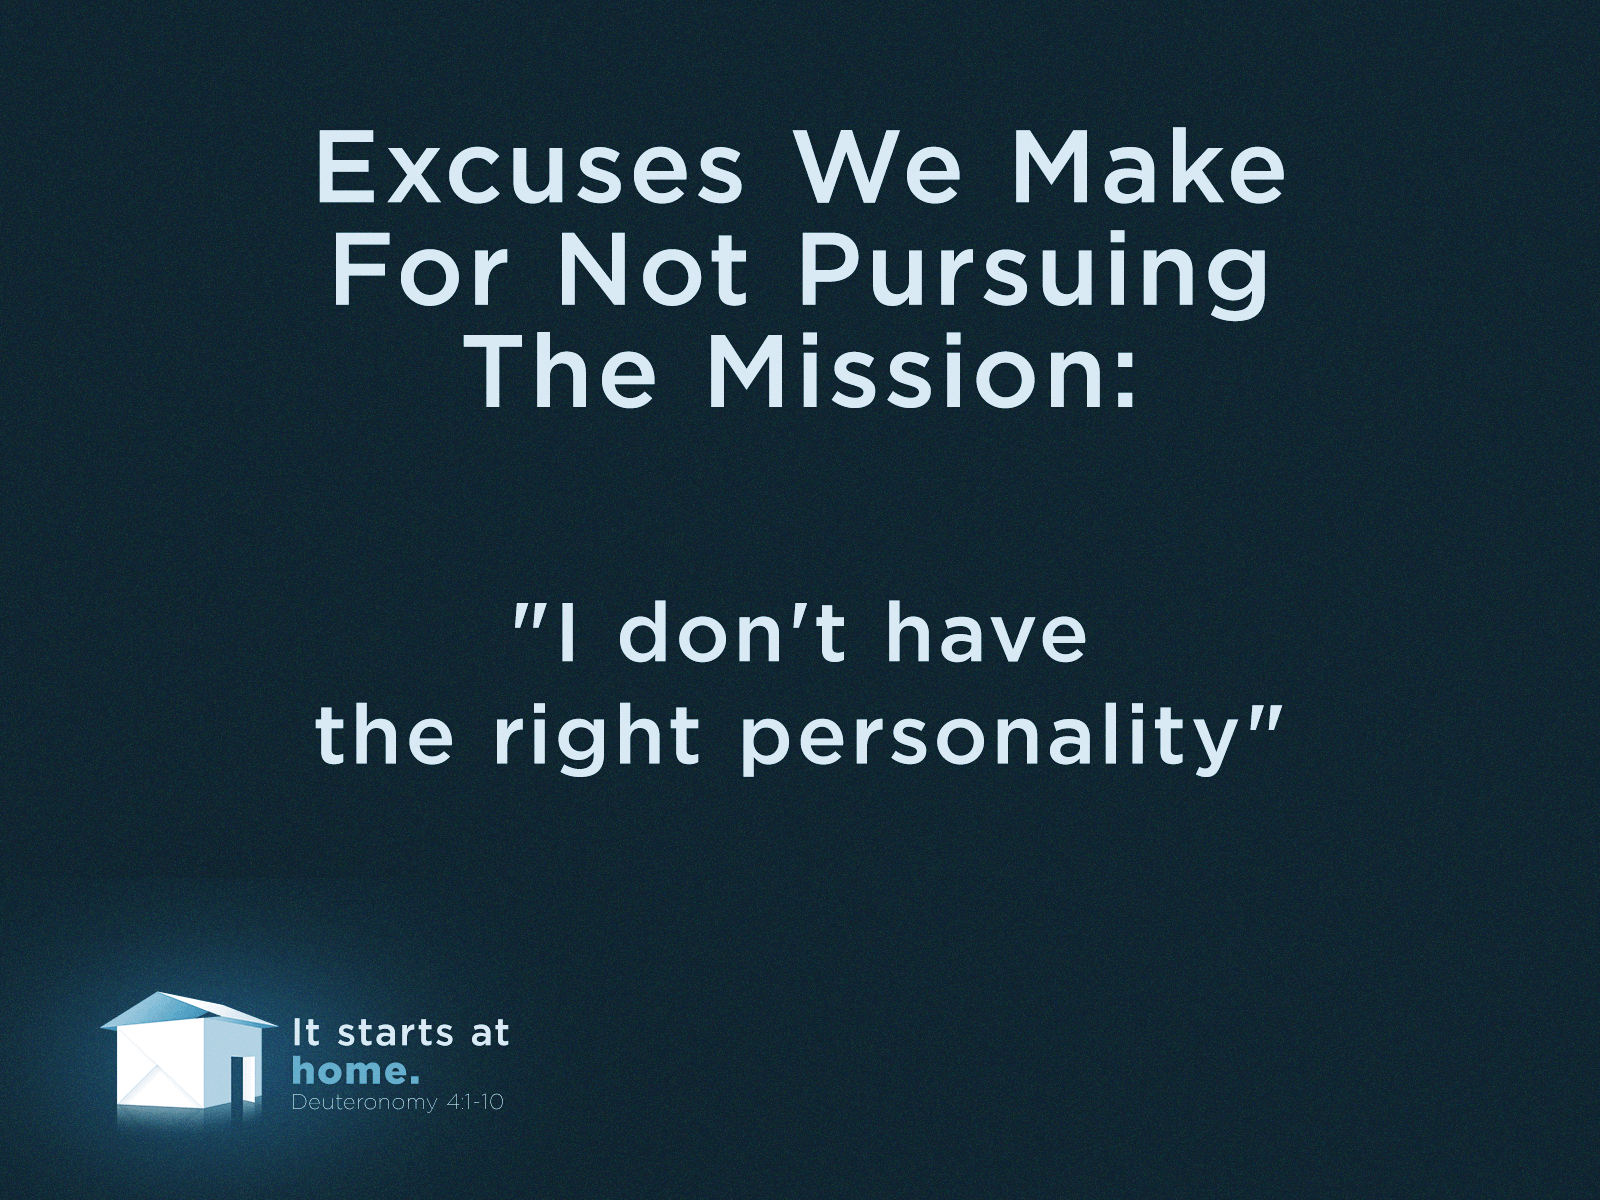 Excuses We Make
For Not Pursuing
The Mission:
"I don't have
the right personality"
It starts at
home.
Deuteronomy 4:1-10